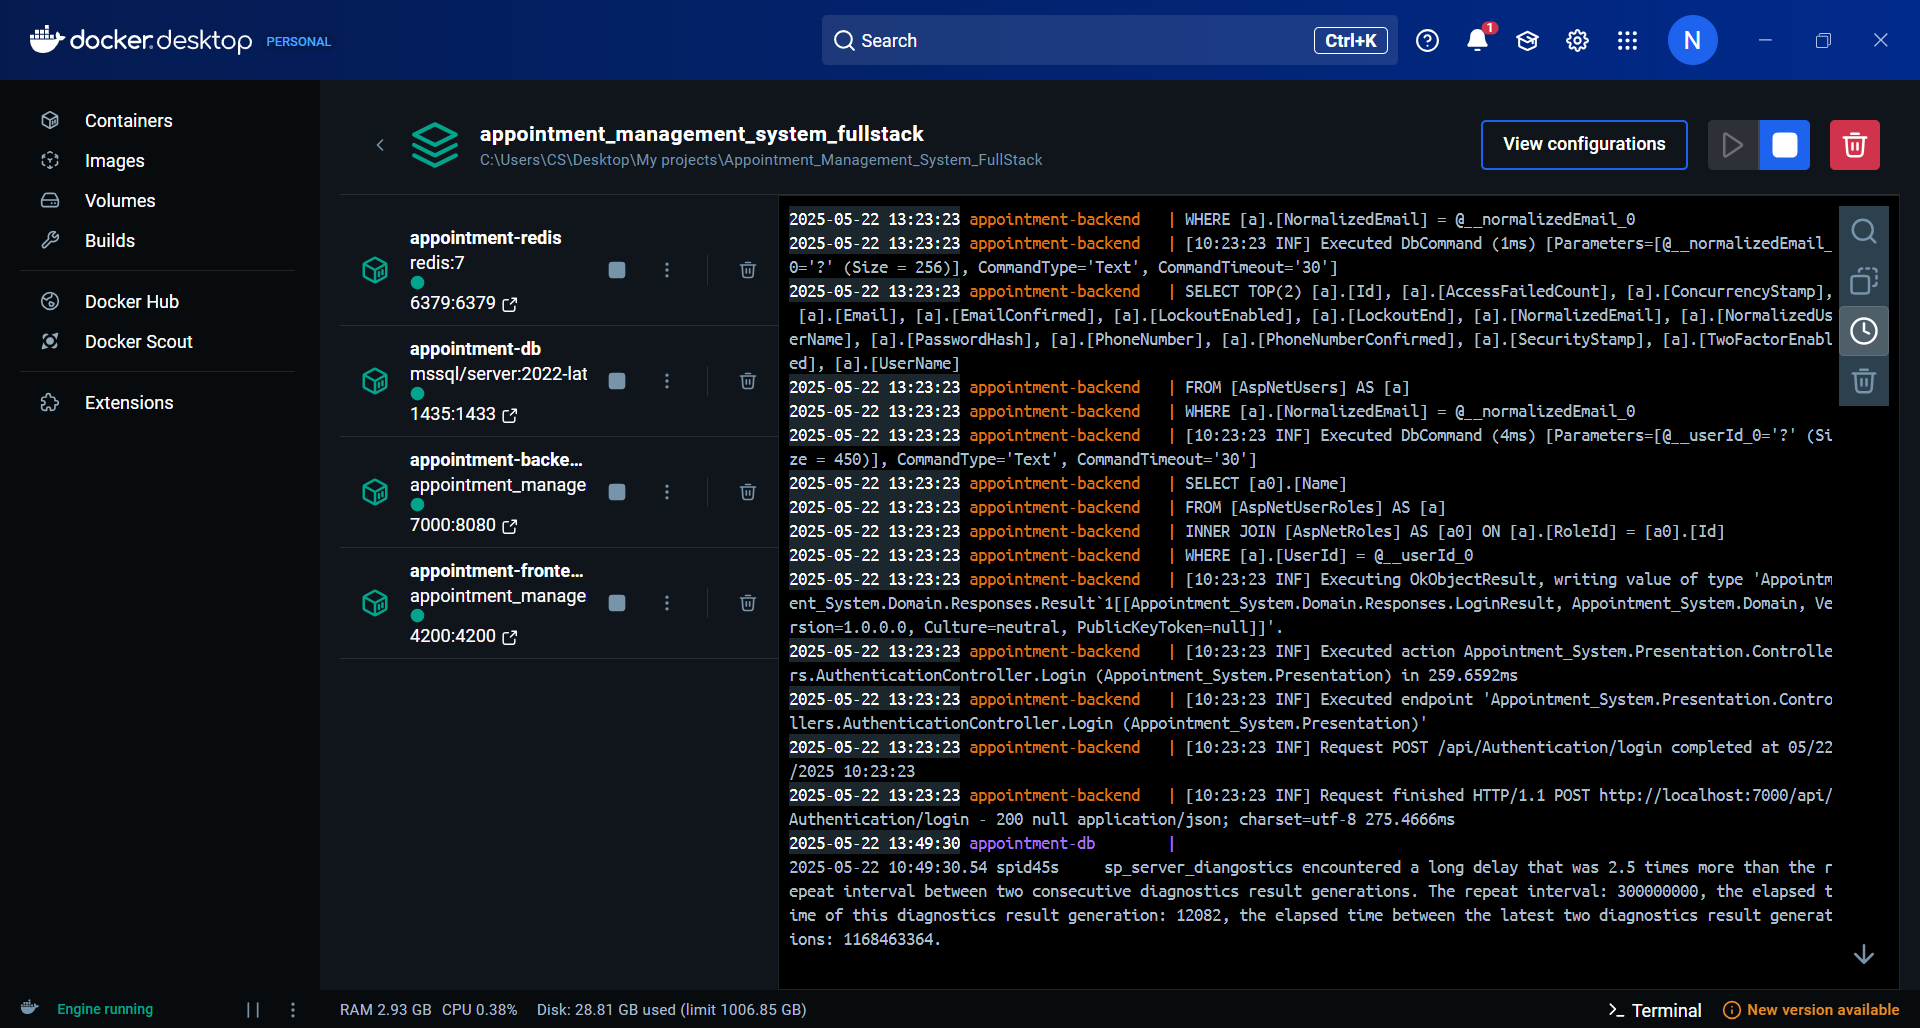 docker.desktop PERSONAL
Search
Ctrl+K
1
N
Containers
Images
Volumes
Builds
Docker Hub
Docker Scout
Extensions
appointment_management_system_fullstack
C:\Users\CS\Desktop\My projects\Appointment_Management_System_FullStack
View configurations
appointment-redis
redis:7
6379:6379
appointment-db
mssql/server:2022-lat
1435:1433
appointment-backe...
appointment_manage
7000:8080
appointment-fronte...
appointment_manage
4200:4200
2025-05-22 13:23:23 appointment-backend | WHERE [a].[NormalizedEmail] = @__normalizedEmail_0
2025-05-22 13:23:23 appointment-backend | [10:23:23 INF] Executed DbCommand (1ms) [Parameters=[@__normalizedEmail_
0='?' (Size = 256)], CommandType='Text', CommandTimeout='30']
2025-05-22 13:23:23 appointment-backend | SELECT TOP(2) [a].[Id], [a].[AccessFailedCount], [a].[ConcurrencyStamp],
[a].[Email], [a].[EmailConfirmed], [a].[LockoutEnabled], [a].[LockoutEnd], [a].[NormalizedEmail], [a].[NormalizedUs
erName], [a].[PasswordHash], [a].[PhoneNumber], [a].[PhoneNumberConfirmed], [a].[SecurityStamp], [a].[TwoFactorEnabl
ed], [a].[UserName]
2025-05-22 13:23:23 appointment-backend | FROM [AspNetUsers] AS [a]
2025-05-22 13:23:23 appointment-backend | WHERE [a].[NormalizedEmail] = @__normalizedEmail_0
2025-05-22 13:23:23 appointment-backend | [10:23:23 INF] Executed DbCommand (4ms) [Parameters=[@__userId_0='?' (Si
ze = 450)], CommandType='Text', CommandTimeout='30']
2025-05-22 13:23:23 appointment-backend | SELECT [a0].[Name]
2025-05-22 13:23:23 appointment-backend | FROM [AspNetUserRoles] AS [a]
2025-05-22 13:23:23 appointment-backend | INNER JOIN [AspNetRoles] AS [a0] ON [a].[RoleId] = [a0].[Id]
2025-05-22 13:23:23 appointment-backend | WHERE [a].[UserId] = @__userId_0
2025-05-22 13:23:23 appointment-backend | [10:23:23 INF] Executing OkObjectResult, writing value of type 'Appointm
ent_System.Domain.Responses.Result`1[[Appointment_System.Domain.Responses.LoginResult, Appointment_System.Domain, Ve
rsion=1.0.0.0, Culture=neutral, PublicKeyToken=null]]'.
2025-05-22 13:23:23 appointment-backend | [10:23:23 INF] Executed action Appointment_System.Presentation.Controlle
rs.AuthenticationController.Login (Appointment_System.Presentation) in 259.6592ms
2025-05-22 13:23:23 appointment-backend | [10:23:23 INF] Executed endpoint 'Appointment_System.Presentation.Contro
llers.AuthenticationController.Login (Appointment_System.Presentation)'
2025-05-22 13:23:23 appointment-backend | [10:23:23 INF] Request POST /api/Authentication/login completed at 05/22
/2025 10:23:23
2025-05-22 13:23:23 appointment-backend | [10:23:23 INF] Request finished HTTP/1.1 POST http://localhost:7000/api/
Authentication/login - 200 null application/json; charset=utf-8 275.4666ms
2025-05-22 13:49:30 appointment-db |
2025-05-22 10:49:30.54 spid45s sp_server_diangostics encountered a long delay that was 2.5 times more than the r
epeat interval between two consecutive diagnostics result generations. The repeat interval: 300000000, the elapsed t
ime of this diagnostics result generation: 12082, the elapsed time between the latest two diagnostics result generat
ions: 1168463364.
Engine running
RAM 2.93 GB CPU 0.38% Disk: 28.81 GB used (limit 1006.85 GB)
Terminal
New version available